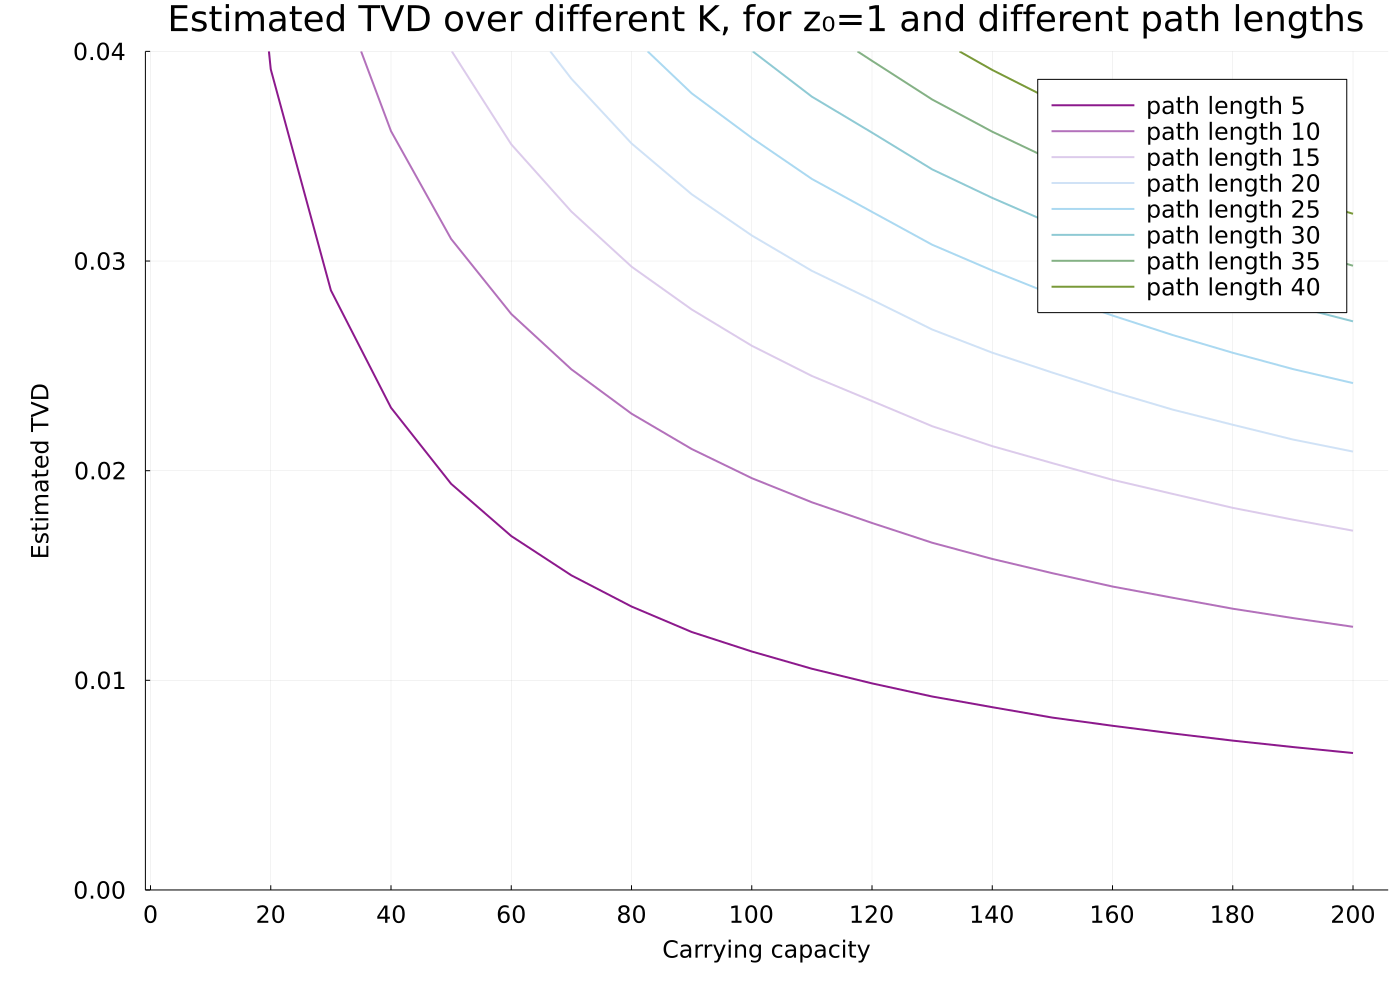 Estimated TVD over different K, for z₀=1 and different path lengths
0.04
0.03
0.02
0.01
0.00
Estimated TVD
path length 5
path length 10
path length 15
path length 20
path length 25
path length 30
path length 35
path length 40
0 20 40 60 80 100 120 140 160 180 200
Carrying capacity